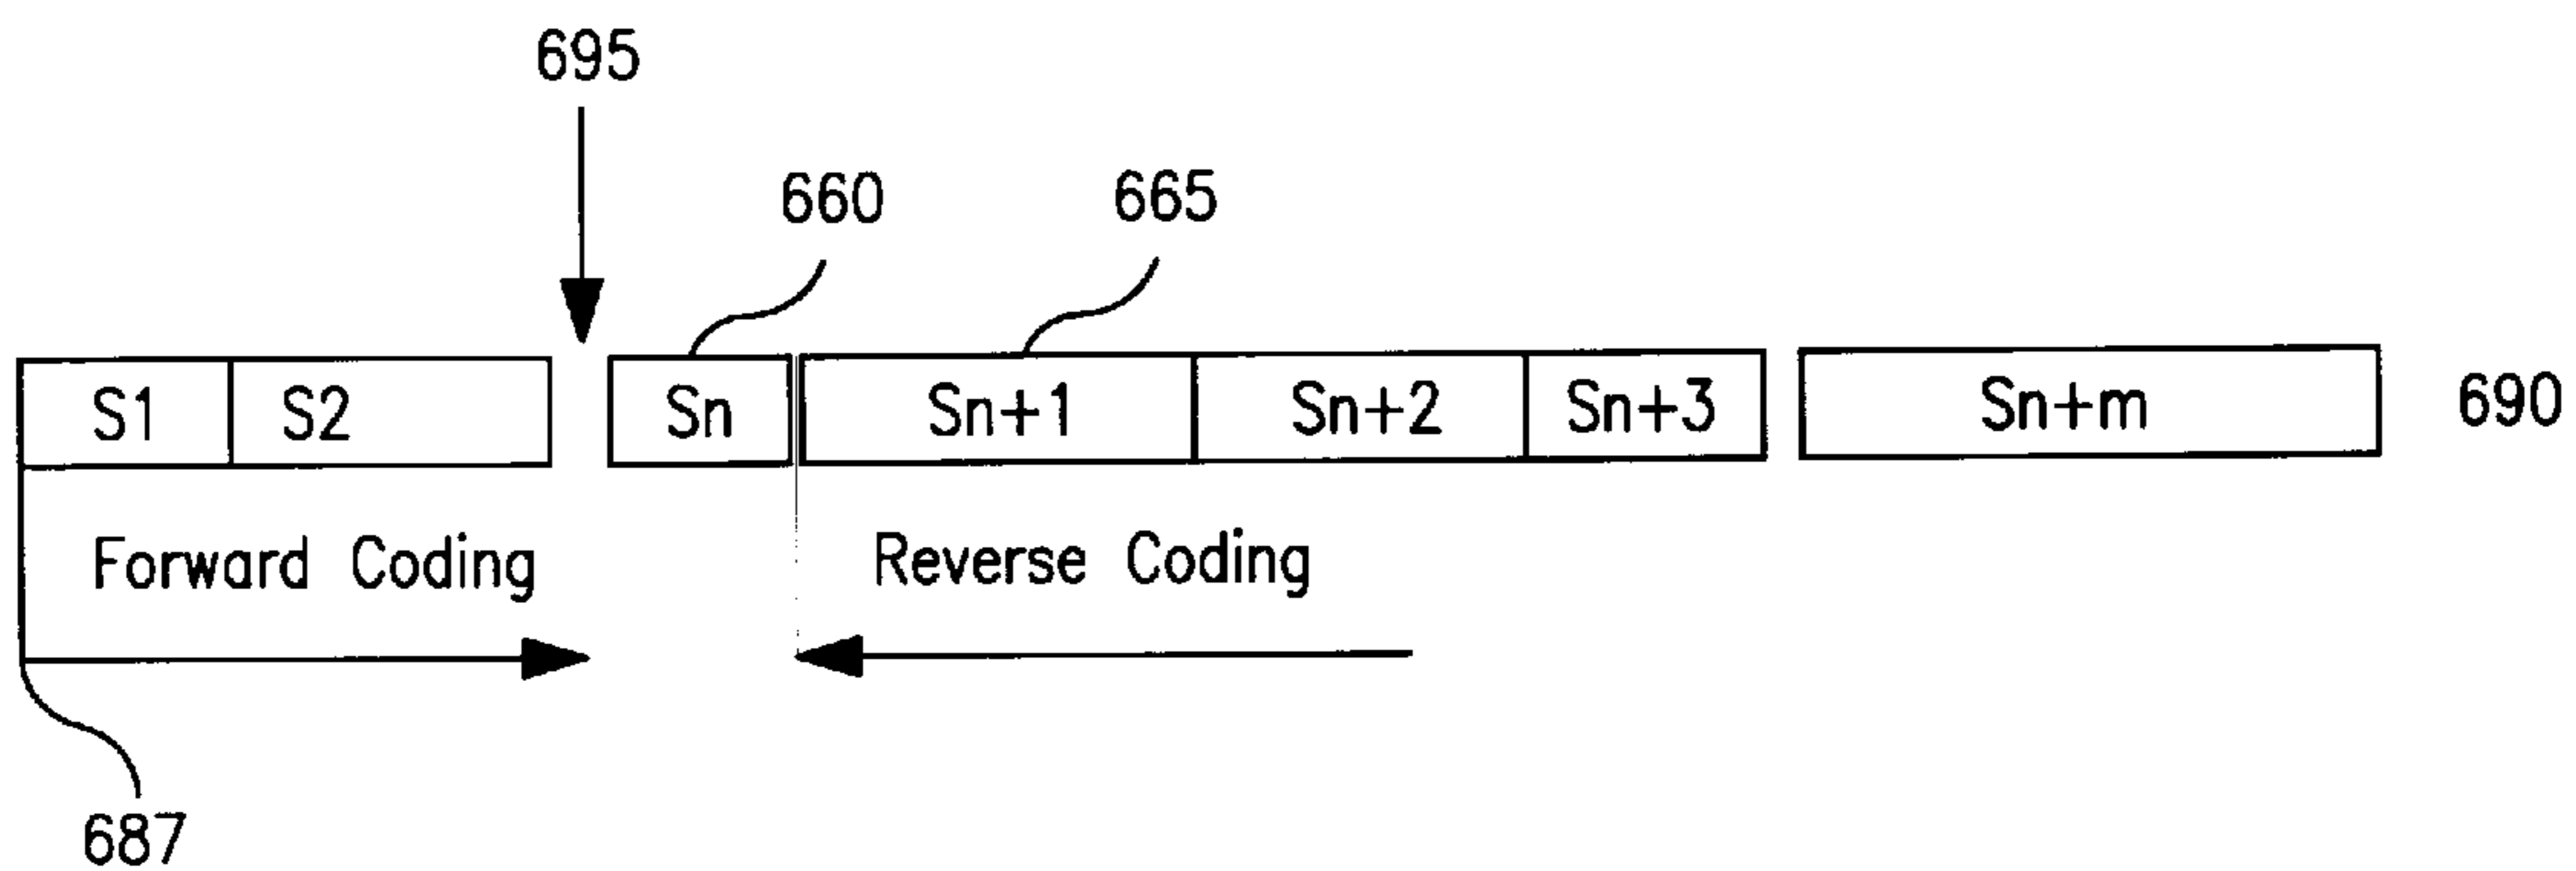 695
660 665
S1 S2 Sn Sn+1 Sn+2 Sn+3 Sn+m 690
Forward Coding Reverse Coding
687